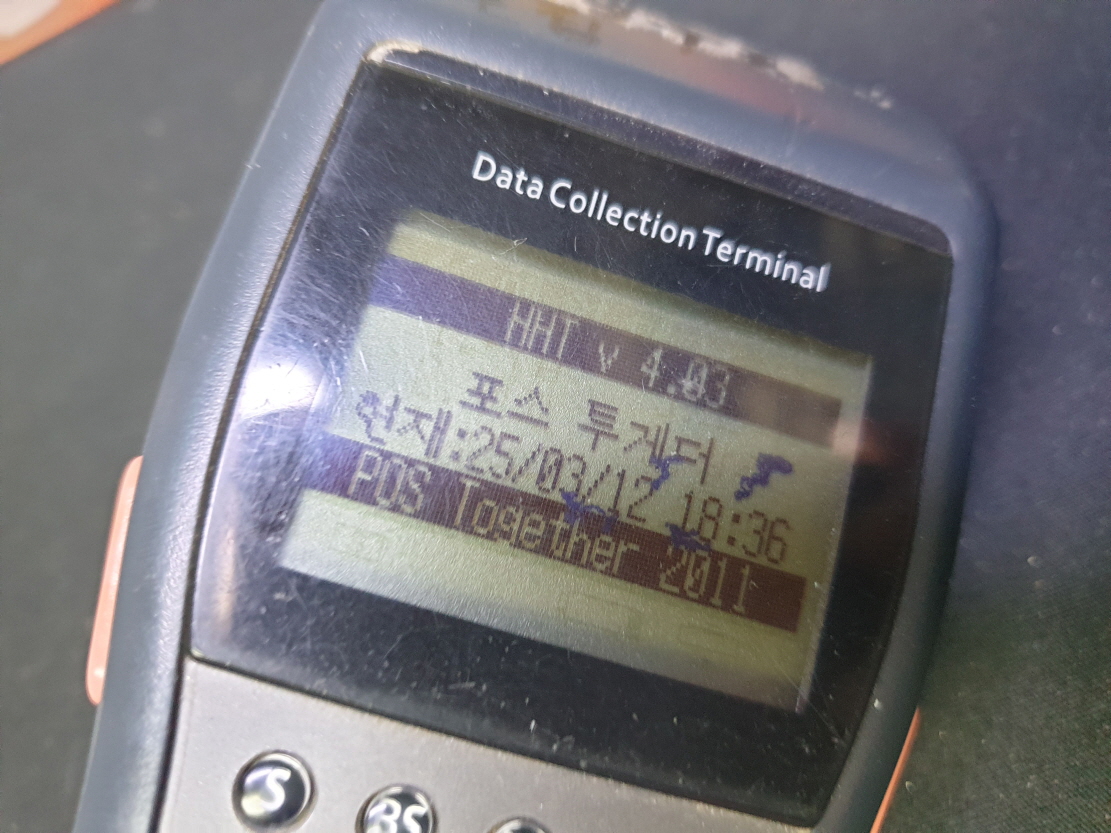 Data Collection Terminal
HHT v 4.03
포스 투게더
현재:25/03/12 18:36
POS Together 2011
S
BS